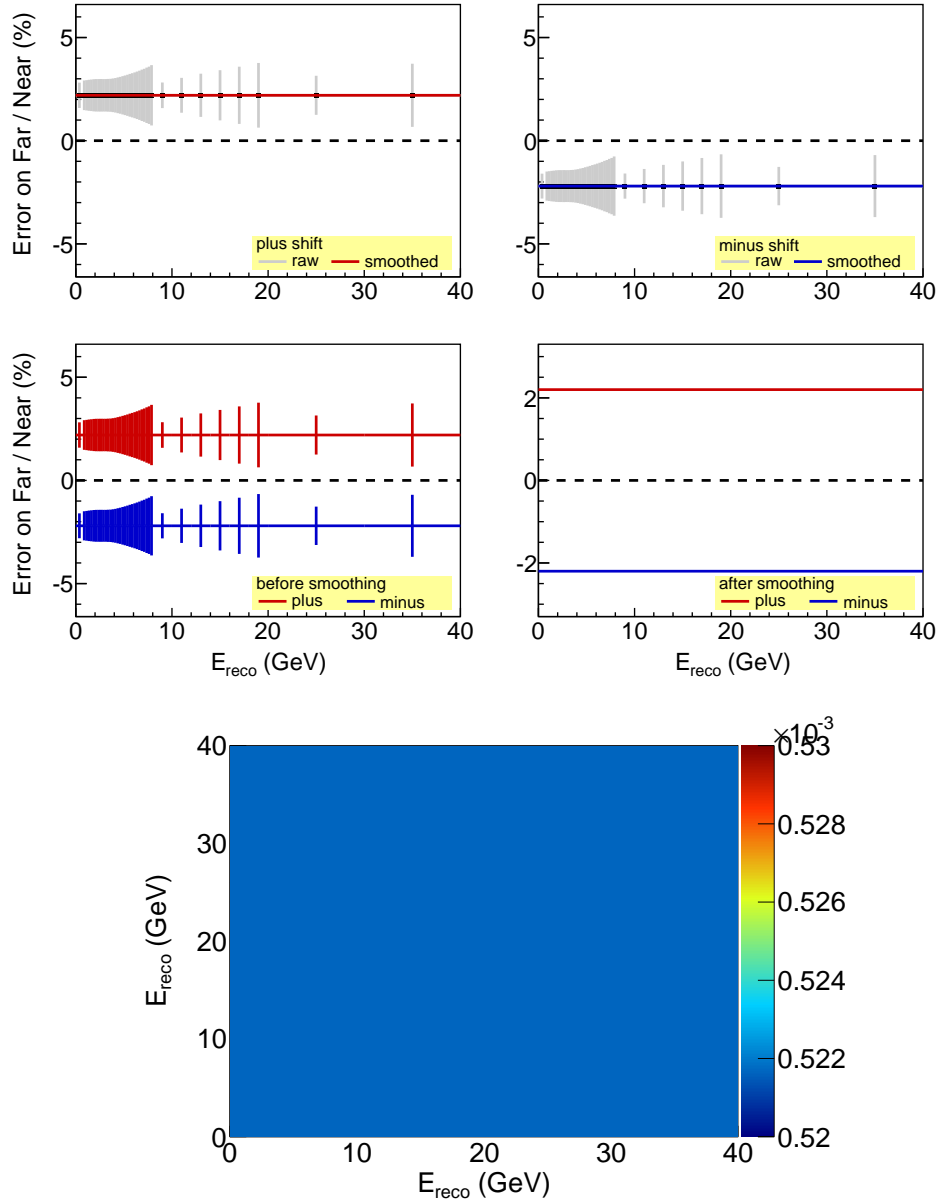 Error on Far / Near (%)
5
0
-5
plus shift
raw smoothed
0 10 20 30 40
5
0
-5
minus shift
raw smoothed
0 10 20 30 40
Error on Far / Near (%)
5
0
-5
before smoothing
plus minus
0 10 20 30 40
E_reco (GeV)
2
0
-2
after smoothing
plus minus
0 10 20 30 40
E_reco (GeV)
×10^-3
40
30
20
10
0
E_reco (GeV)
0 10 20 30 40
E_reco (GeV)
0.53
0.528
0.526
0.524
0.522
0.52